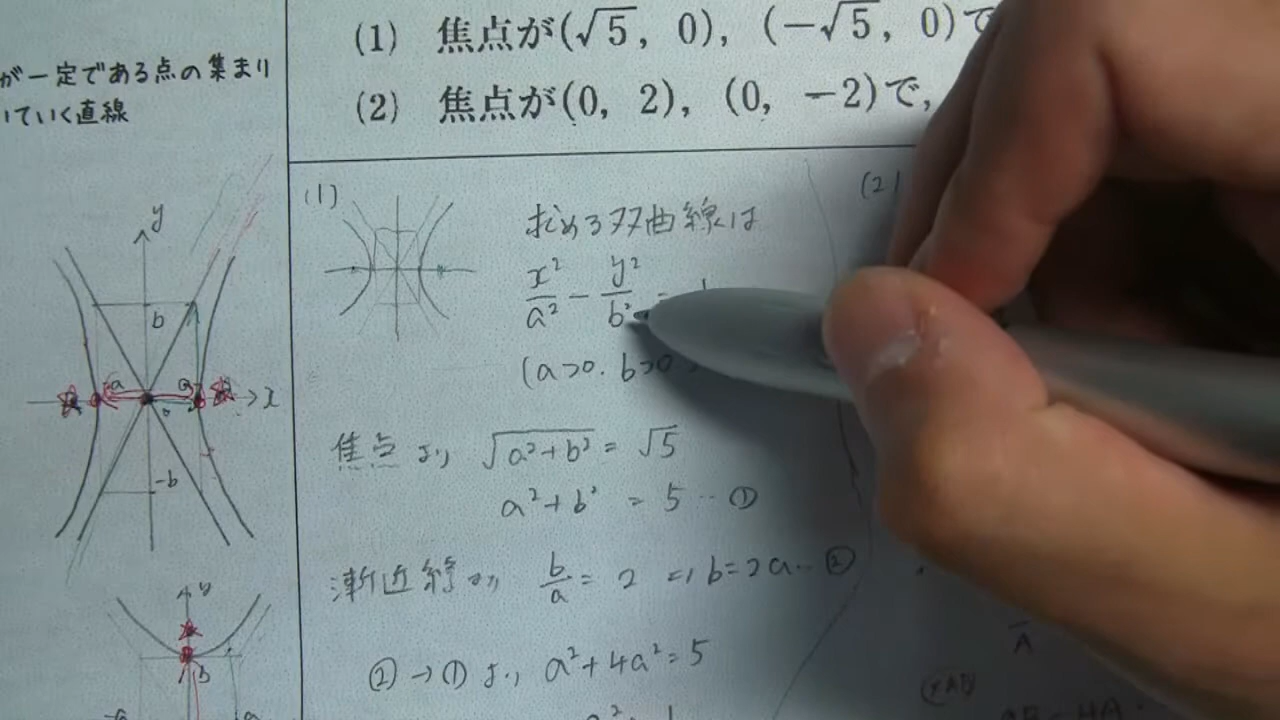 が一定である点の集まり
いていく直線
(1) 焦点が(√5, 0), (−√5, 0)で
(2) 焦点が(0, 2), (0, −2)で,
y
b
a
a
x
-b
y
b
-a
a
(1)
求める双曲線は
x²/a² − y²/b² = 1
(a>0. b>0
焦点より √(a²+b²) = √5
a²+b² = 5 … ①
漸近線より b/a = 2 ⇒ b=2a … ②
②→①より a²+4a²=5
(2)